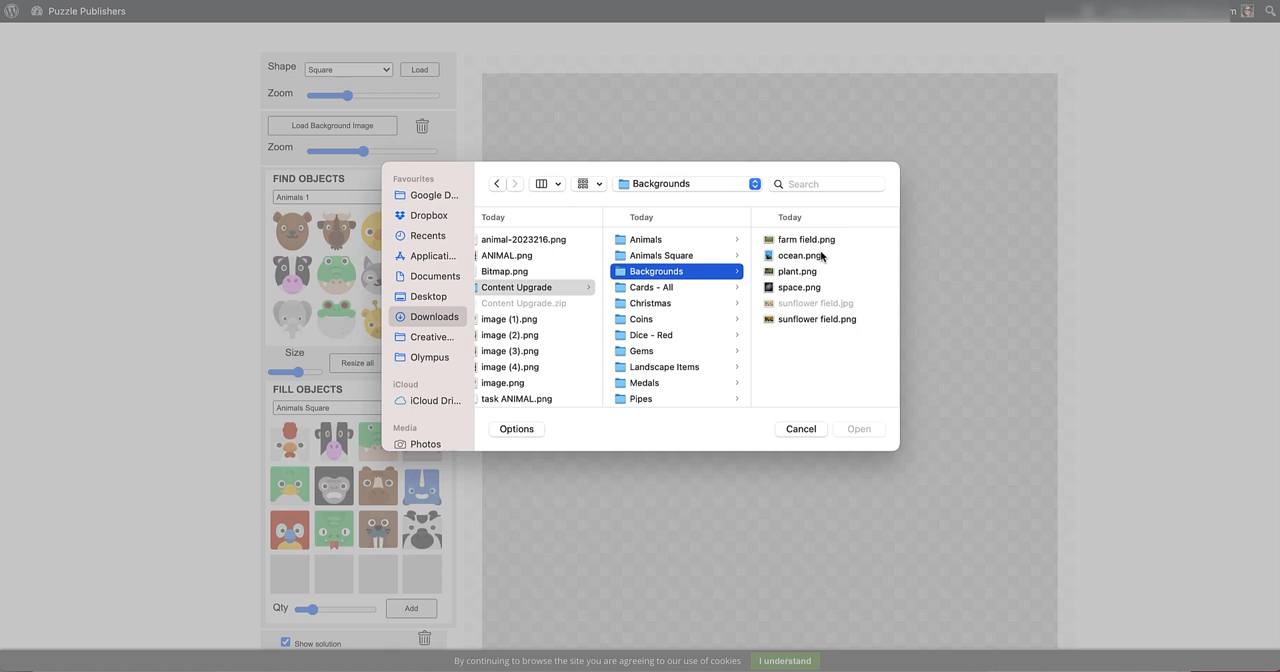 Puzzle Publishers
m
Shape
Square
Load
Zoom
Load Background Image
Zoom
FIND OBJECTS
Animals 1
Size
Resize all
FILL OBJECTS
Animals Square
Qty
Add
Show solution
Favourites
Google D...
Dropbox
Recents
Applicati...
Documents
Desktop
Downloads
Creative...
Olympus
iCloud
iCloud Dri...
Media
Photos
Backgrounds
Search
Today
animal-2023216.png
ANIMAL.png
Bitmap.png
Content Upgrade
Content Upgrade.zip
image (1).png
image (2).png
image (3).png
image (4).png
image.png
task ANIMAL.png
Today
Animals
Animals Square
Backgrounds
Cards - All
Christmas
Coins
Dice - Red
Gems
Landscape Items
Medals
Pipes
Today
farm field.png
ocean.png
plant.png
space.png
sunflower field.jpg
sunflower field.png
Options
Cancel
Open
By continuing to browse the site you are agreeing to our use of cookies
I understand